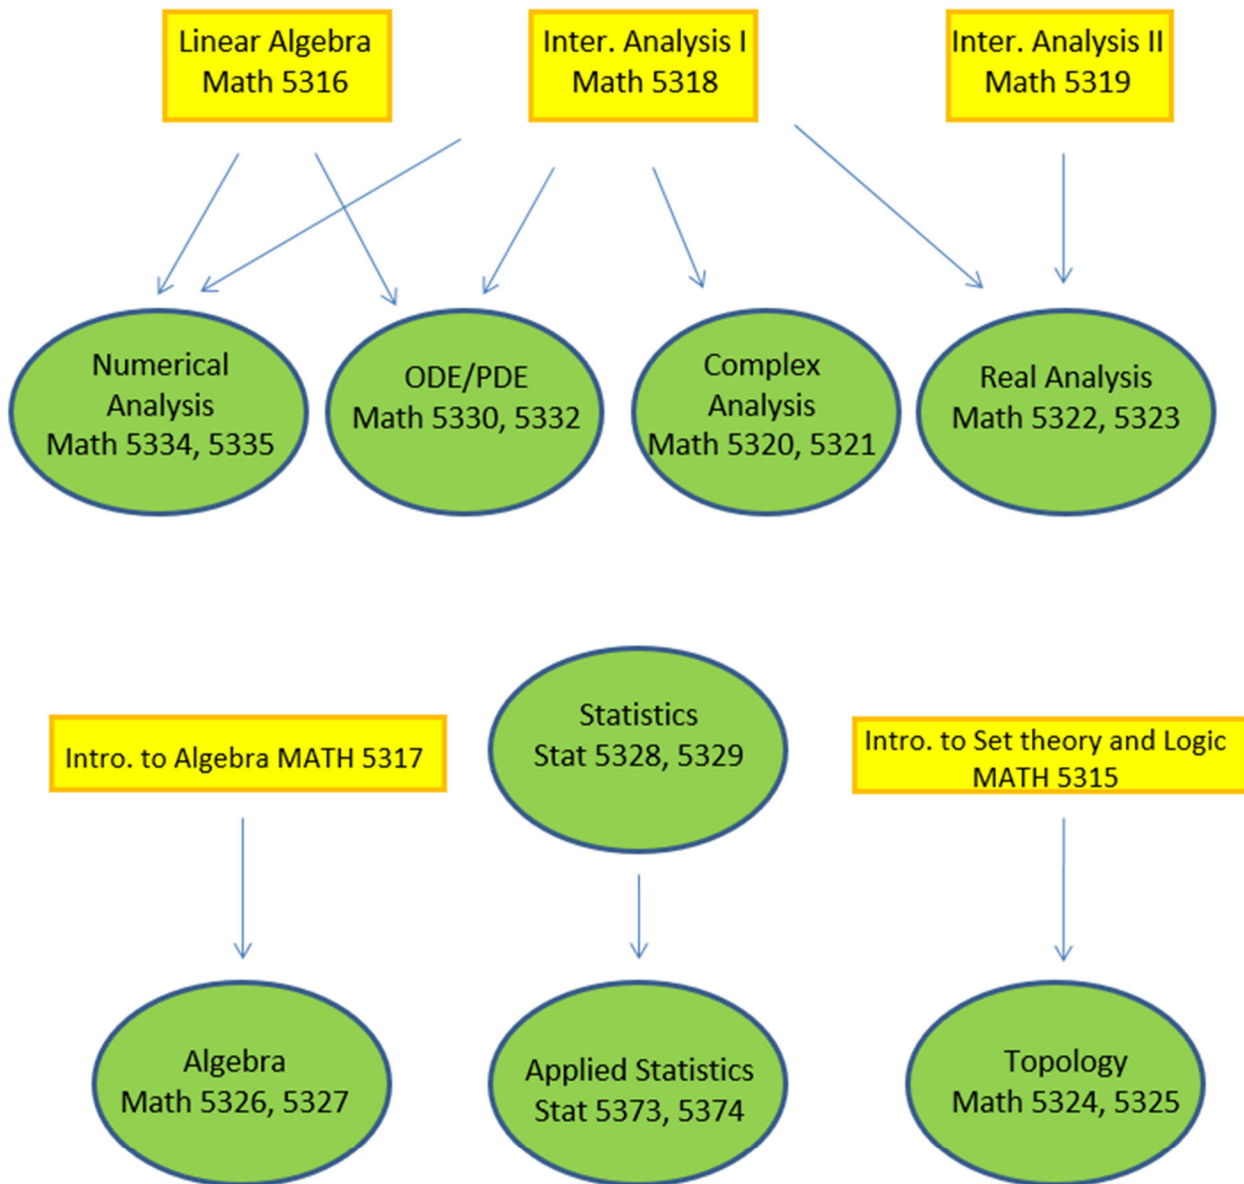 Linear Algebra
Math 5316
Inter. Analysis I
Math 5318
Inter. Analysis II
Math 5319
Numerical
Analysis
Math 5334, 5335
ODE/PDE
Math 5330, 5332
Complex
Analysis
Math 5320, 5321
Real Analysis
Math 5322, 5323
Intro. to Algebra MATH 5317
Statistics
Stat 5328, 5329
Intro. to Set theory and Logic
MATH 5315
Algebra
Math 5326, 5327
Applied Statistics
Stat 5373, 5374
Topology
Math 5324, 5325